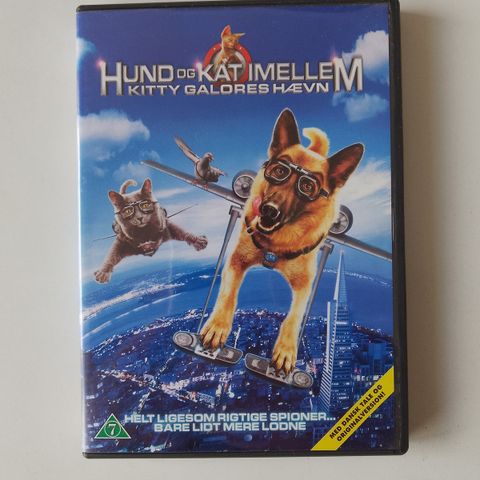 HUND OG KAT IMELLEM
KITTY GALORES HÆVN
HELT LIGESOM RIGTIGE SPIONER...
BARE LIDT MERE LODNE
7
MED DANSK TALE OG
ORIGINALVERSION!